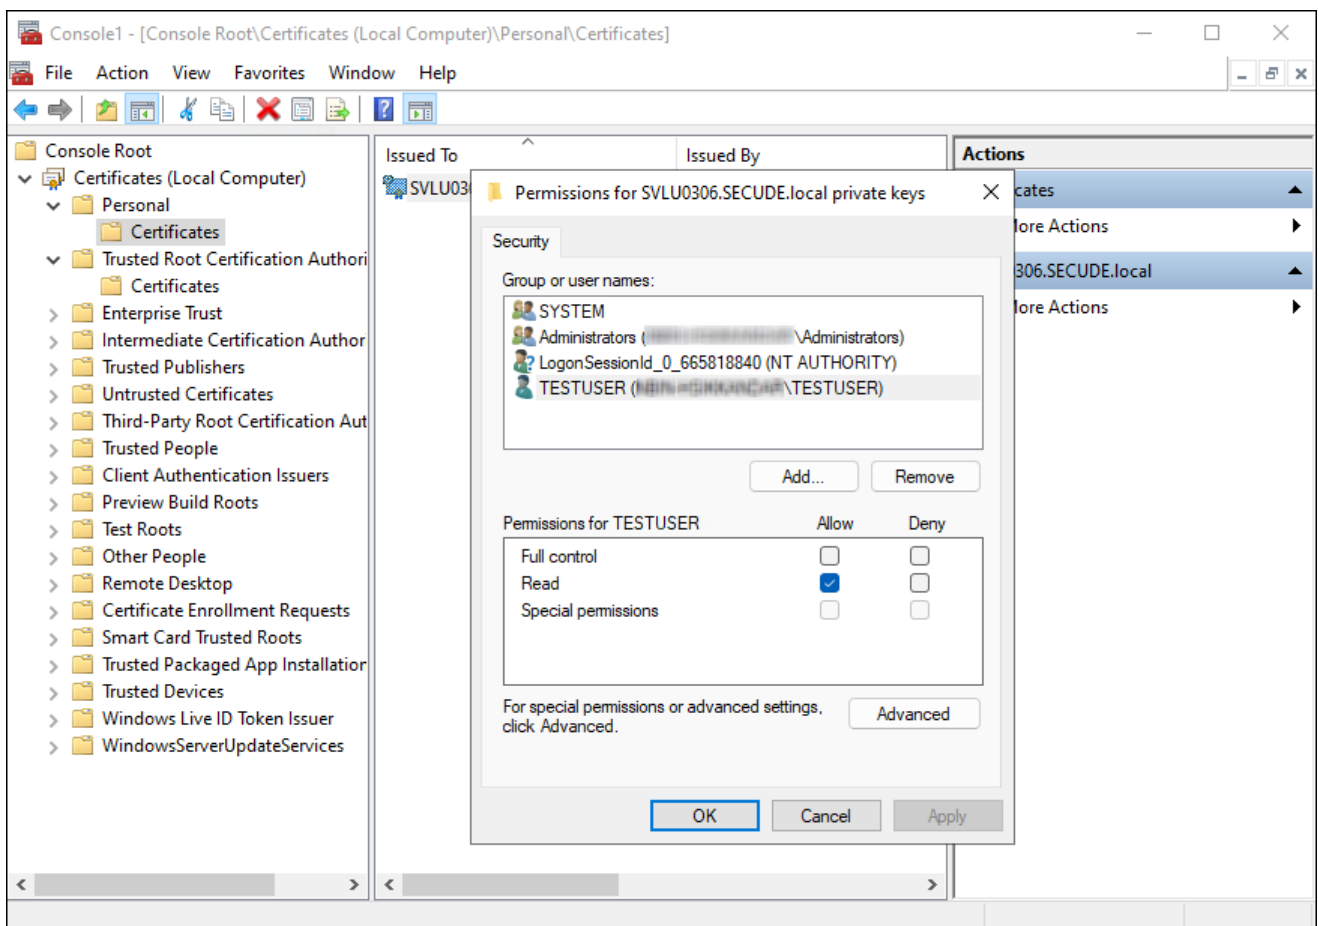 Console1 - [Console Root\Certificates (Local Computer)\Personal\Certificates]
File Action View Favorites Window Help
Console Root
Certificates (Local Computer)
Personal
Certificates
Trusted Root Certification Authori
Certificates
Enterprise Trust
Intermediate Certification Author
Trusted Publishers
Untrusted Certificates
Third-Party Root Certification Aut
Trusted People
Client Authentication Issuers
Preview Build Roots
Test Roots
Other People
Remote Desktop
Certificate Enrollment Requests
Smart Card Trusted Roots
Trusted Packaged App Installation
Trusted Devices
Windows Live ID Token Issuer
WindowsServerUpdateServices
Issued To Issued By
SVLU030
Permissions for SVLU0306.SECUDE.local private keys
Security
Group or user names:
SYSTEM
Administrators ( \Administrators)
LogonSessionId_0_665818840 (NT AUTHORITY)
TESTUSER ( \TESTUSER)
Add... Remove
Permissions for TESTUSER Allow Deny
Full control
Read
Special permissions
For special permissions or advanced settings,
click Advanced.
Advanced
OK Cancel Apply
Actions
cates
lore Actions
306.SECUDE.local
lore Actions